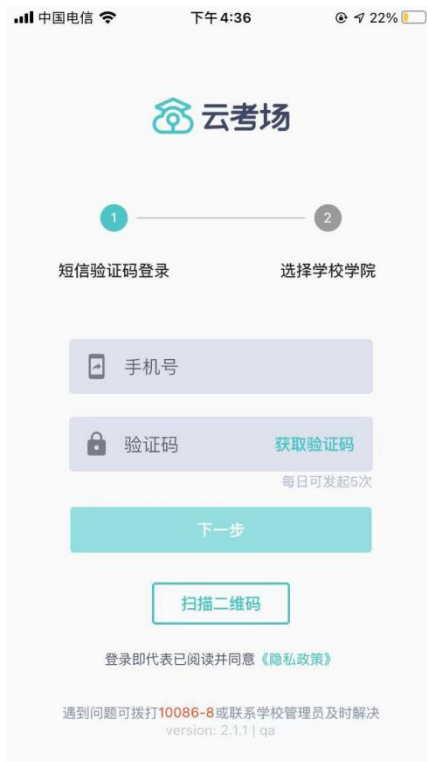 中国电信 下午4:36 22%
云考场
1 2
短信验证码登录 选择学校学院
手机号
验证码 获取验证码
每日可发起5次
下一步
扫描二维码
登录即代表已阅读并同意《隐私政策》
遇到问题可拨打10086-8或联系学校管理员及时解决
version: 2.1.1 | qa